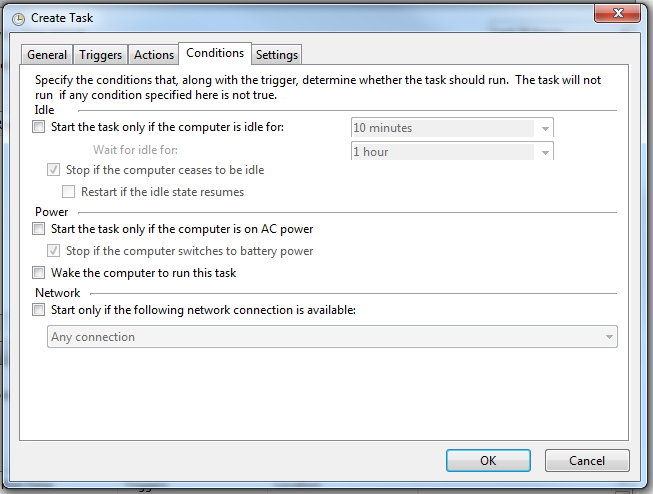 Create Task
General Triggers Actions Conditions Settings
Specify the conditions that, along with the trigger, determine whether the task should run. The task will not
run if any condition specified here is not true.
Idle
Start the task only if the computer is idle for: 10 minutes
Wait for idle for: 1 hour
Stop if the computer ceases to be idle
Restart if the idle state resumes
Power
Start the task only if the computer is on AC power
Stop if the computer switches to battery power
Wake the computer to run this task
Network
Start only if the following network connection is available:
Any connection
OK Cancel